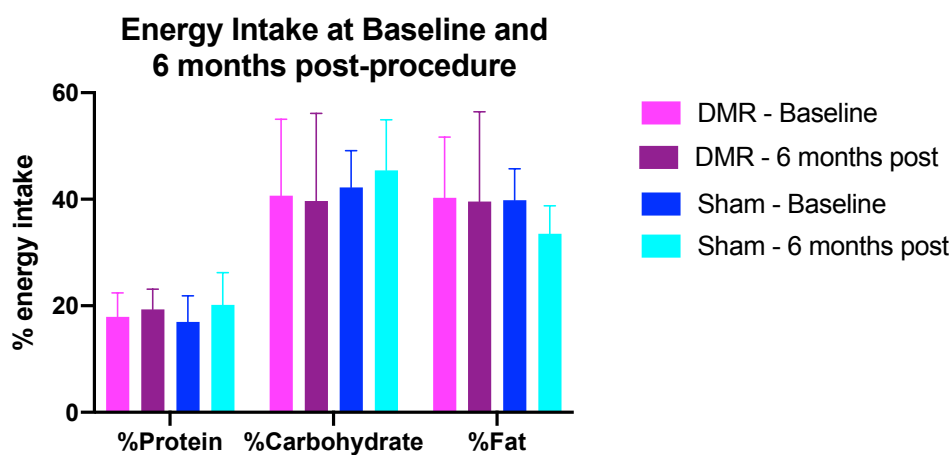 Energy Intake at Baseline and
6 months post-procedure
% energy intake
60
40
20
0
%Protein
%Carbohydrate
%Fat
DMR - Baseline
DMR - 6 months post
Sham - Baseline
Sham - 6 months post